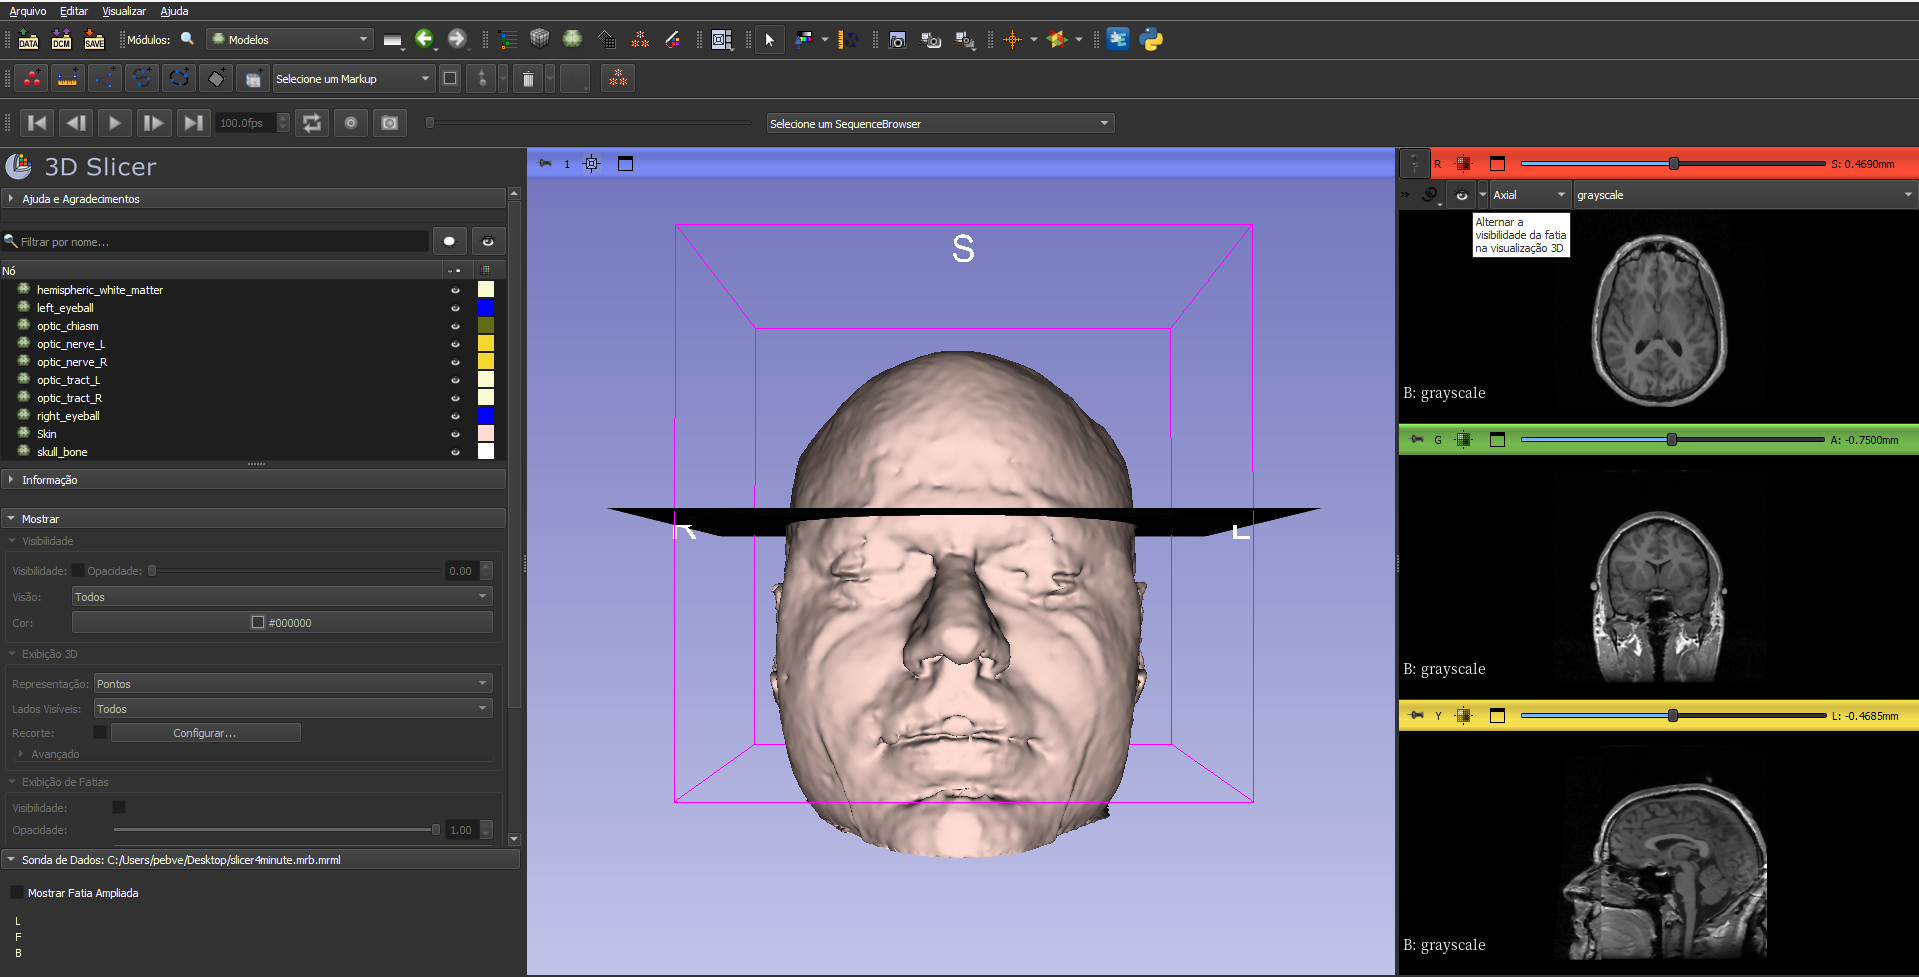 Arquivo Editar Visualizar Ajuda
DATA DCM SAVE Módulos: Modelos
Selecione um Markup
100.0fps Selecione um SequenceBrowser
3D Slicer
Ajuda e Agradecimentos
Filtrar por nome...
Nó
hemispheric_white_matter
left_eyeball
optic_chiasm
optic_nerve_L
optic_nerve_R
optic_tract_L
optic_tract_R
right_eyeball
Skin
skull_bone
Informação
Mostrar
Visibilidade
Visibilidade: Opacidade: 0.00
Visão: Todos
Cor: #000000
Exibição 3D
Representação: Pontos
Lados Visíveis: Todos
Recorte: Configurar...
Avançado
Exibição de Fatias
Visibilidade:
Opacidade: 1.00
Sonda de Dados: C:/Users/pebve/Desktop/slicer4minute.mrb.mrml
Mostrar Fatia Ampliada
L
F
B
1
S
R L
R S: 0.4690mm
Axial grayscale
Alternar a
visibilidade da fatia
na visualização 3D
B: grayscale
G A: -0.7500mm
B: grayscale
Y L: -0.4685mm
B: grayscale